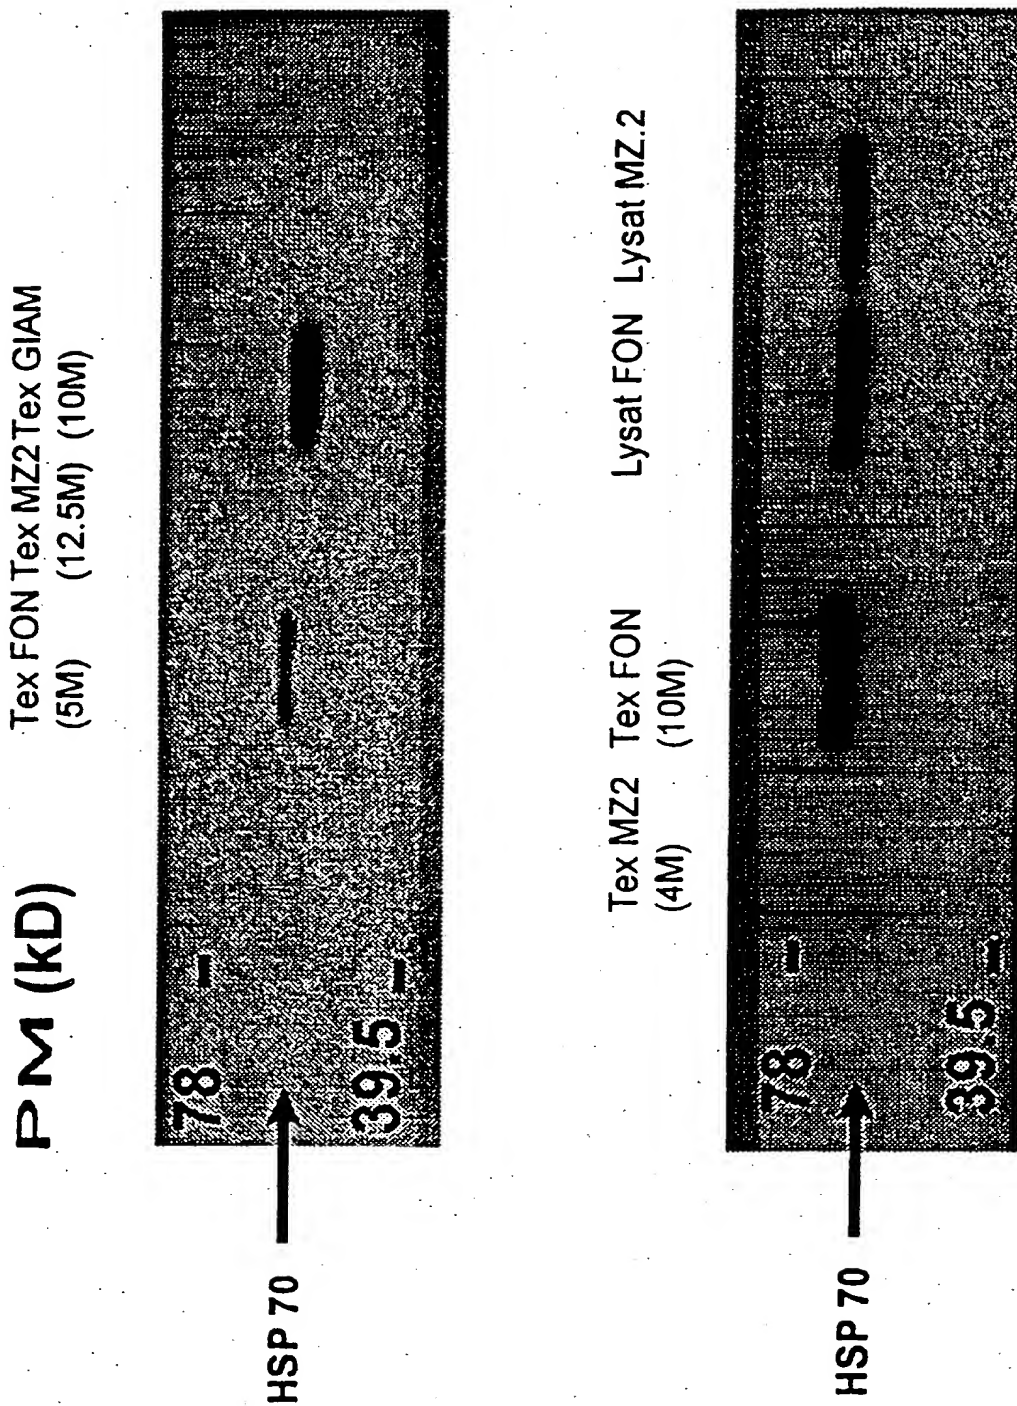 PM (kD)
Tex FON Tex MZ2 Tex GIAM
(5M) (12.5M) (10M)
78
HSP 70
39.5
Tex MZ2 Tex FON Lysat FON Lysat MZ.2
(4M) (10M)
78
HSP 70
39.5